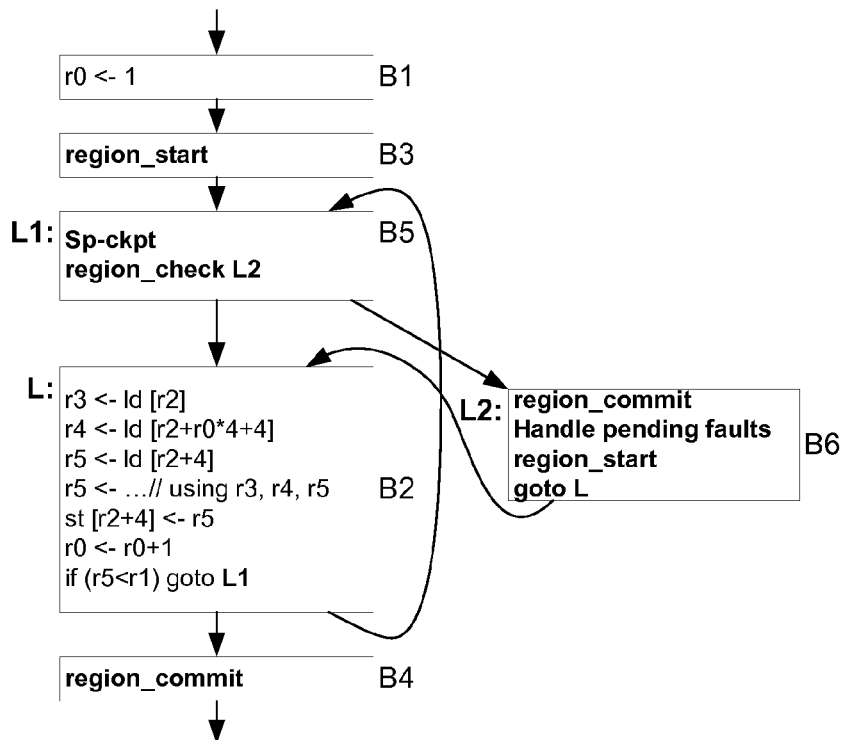 r0 <- 1
B1
region_start
B3
L1:
Sp-ckpt
region_check L2
B5
L:
r3 <- ld [r2]
r4 <- ld [r2+r0*4+4]
r5 <- ld [r2+4]
r5 <- …// using r3, r4, r5
st [r2+4] <- r5
r0 <- r0+1
if (r5<r1) goto L1
B2
L2:
region_commit
Handle pending faults
region_start
goto L
B6
region_commit
B4